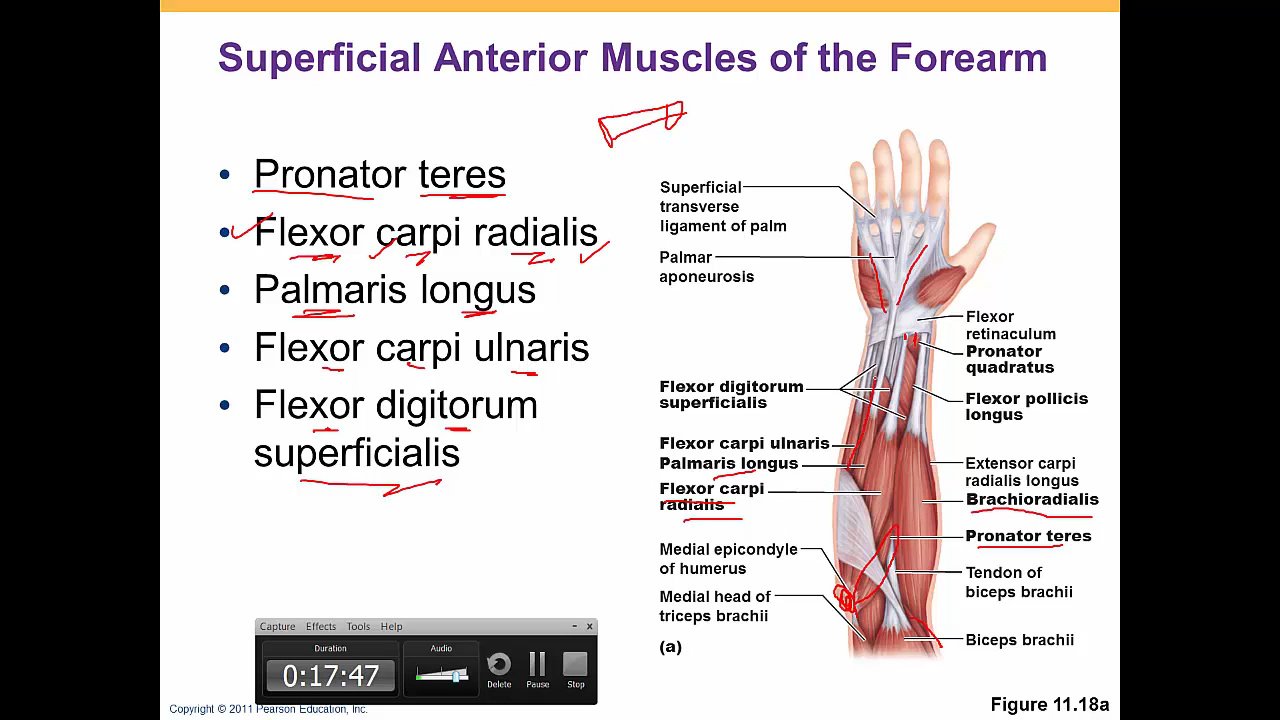 Superficial Anterior Muscles of the Forearm
• Pronator teres
• Flexor carpi radialis
• Palmaris longus
• Flexor carpi ulnaris
• Flexor digitorum
superficialis
Superficial
transverse
ligament of palm
Palmar
aponeurosis
Flexor digitorum
superficialis
Flexor carpi ulnaris
Palmaris longus
Flexor carpi
radialis
Medial epicondyle
of humerus
Medial head of
triceps brachii
(a)
Flexor
retinaculum
Pronator
quadratus
Flexor pollicis
longus
Extensor carpi
radialis longus
Brachioradialis
Pronator teres
Tendon of
biceps brachii
Biceps brachii
Capture Effects Tools Help
Duration
0:17:47
Audio
Delete Pause Stop
Copyright © 2011 Pearson Education, Inc.
Figure 11.18a